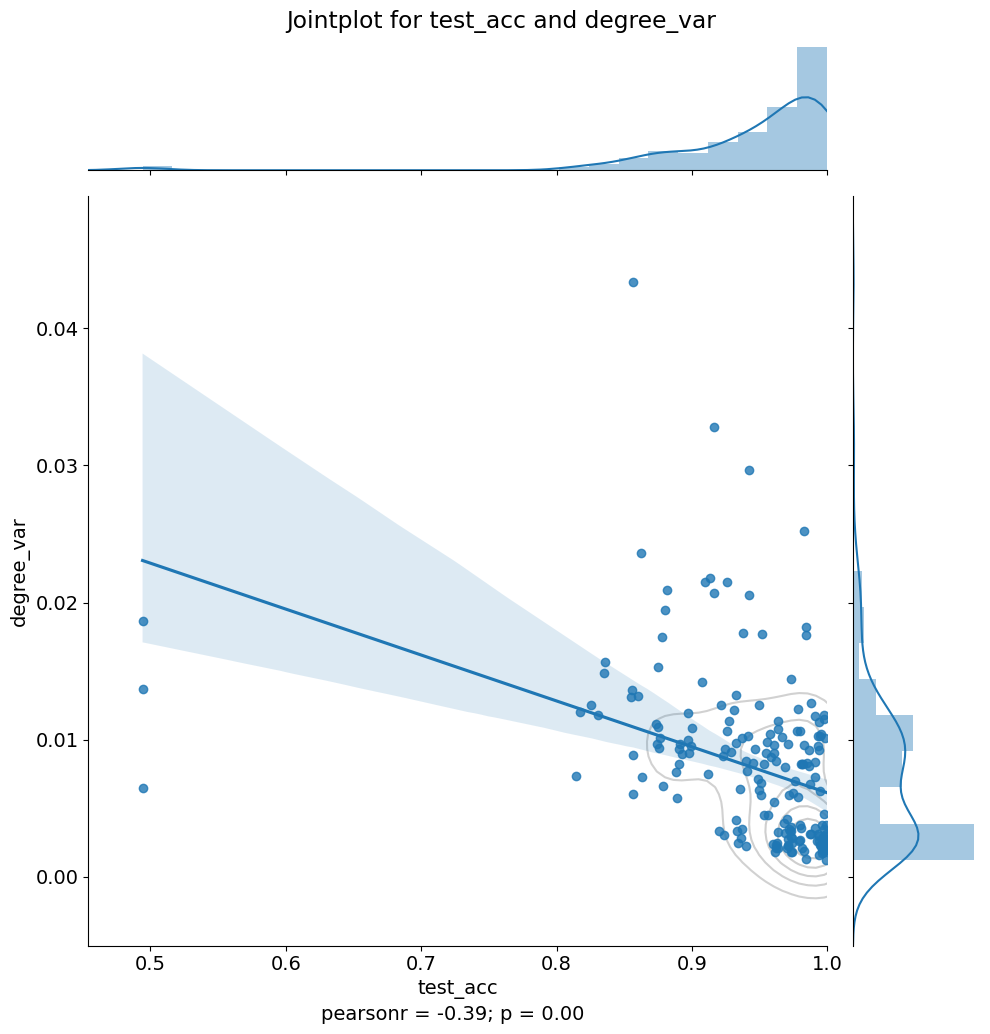 Jointplot for test_acc and degree_var
0.04
0.03
0.02
0.01
0.00
degree_var
0.5 0.6 0.7 0.8 0.9 1.0
test_acc
pearsonr = -0.39; p = 0.00